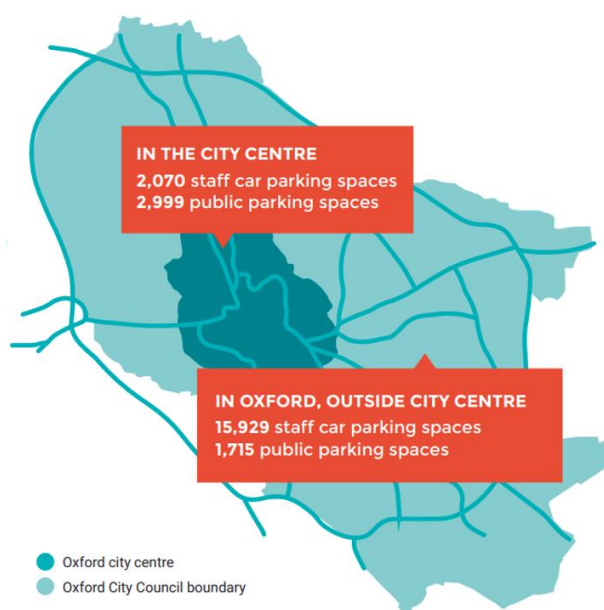 IN THE CITY CENTRE
2,070 staff car parking spaces
2,999 public parking spaces
IN OXFORD, OUTSIDE CITY CENTRE
15,929 staff car parking spaces
1,715 public parking spaces
Oxford city centre
Oxford City Council boundary